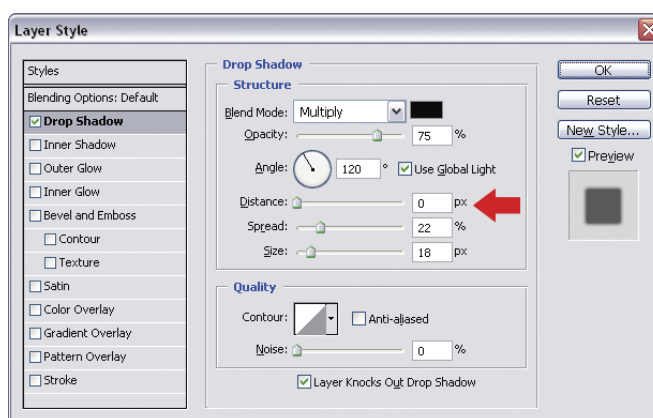 Layer Style
Styles
Blending Options: Default
Drop Shadow
Inner Shadow
Outer Glow
Inner Glow
Bevel and Emboss
Contour
Texture
Satin
Color Overlay
Gradient Overlay
Pattern Overlay
Stroke
Drop Shadow
Structure
Blend Mode: Multiply
Opacity: 75 %
Angle: 120 ° Use Global Light
Distance: 0 px
Spread: 22 %
Size: 18 px
Quality
Contour: Anti-aliased
Noise: 0 %
Layer Knocks Out Drop Shadow
OK
Reset
New Style...
Preview